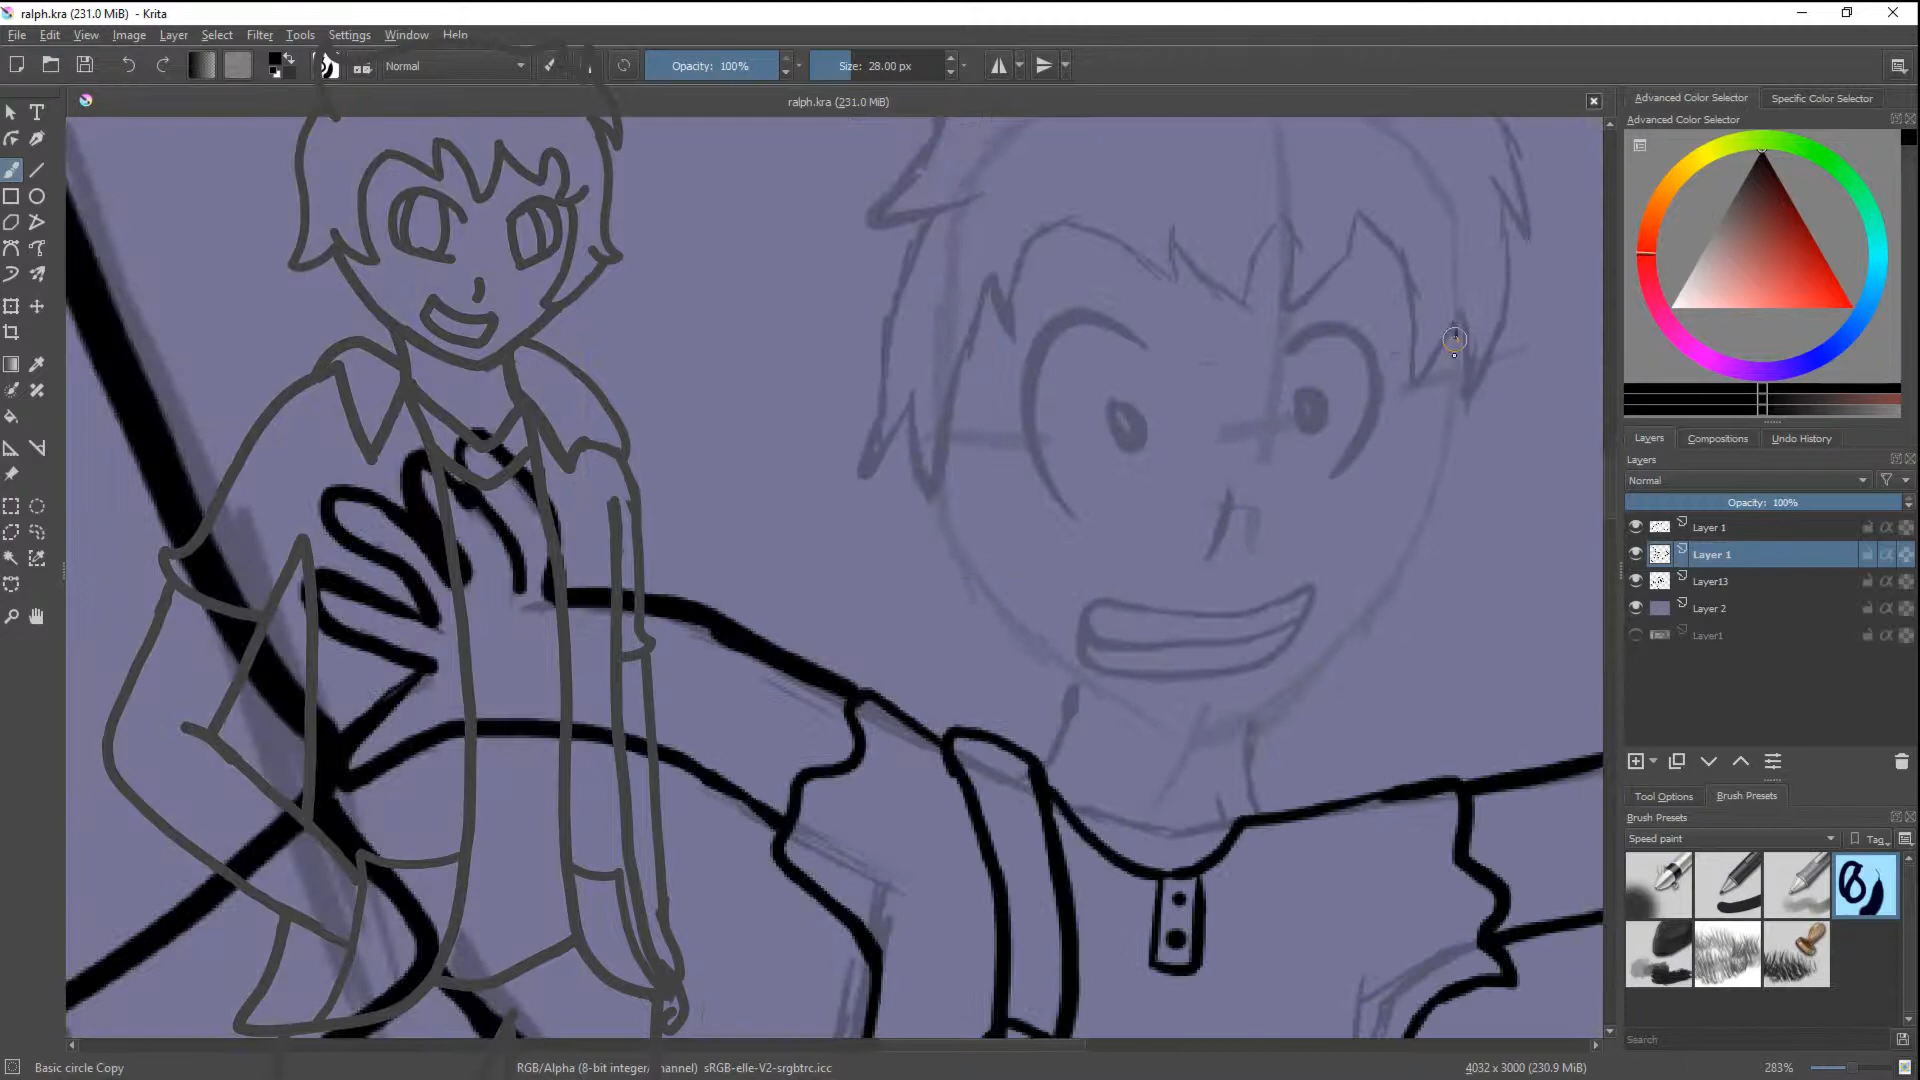 ralph.kra (231.0 MiB) - Krita
File Edit View Image Layer Select Filter Tools Settings Window Help
Normal Opacity: 100% Size: 28.00 px
ralph.kra (231.0 MiB)
Advanced Color Selector Specific Color Selector
Advanced Color Selector
Layers Compositions Undo History
Layers
Normal
Opacity: 100%
Layer 1
Layer 1
Layer13
Layer 2
Layer1
Tool Options Brush Presets
Brush Presets
Speed paint Tag
Search
Basic circle Copy RGB/Alpha (8-bit integer/channel) sRGB-elle-V2-srgbtrc.icc 4032 x 3000 (230.9 MiB) 283%